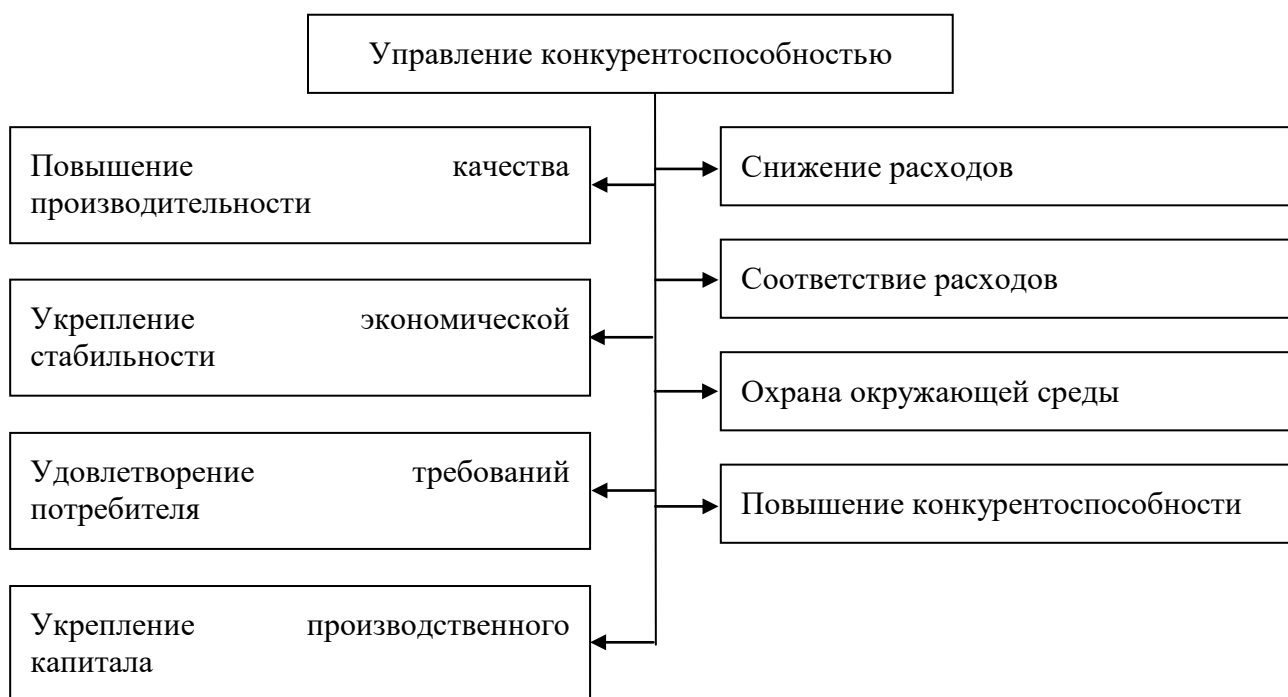 Управление конкурентоспособностью
Повышение качества
производительности
Укрепление экономической
стабильности
Удовлетворение требований
потребителя
Укрепление производственного
капитала
Снижение расходов
Соответствие расходов
Охрана окружающей среды
Повышение конкурентоспособности